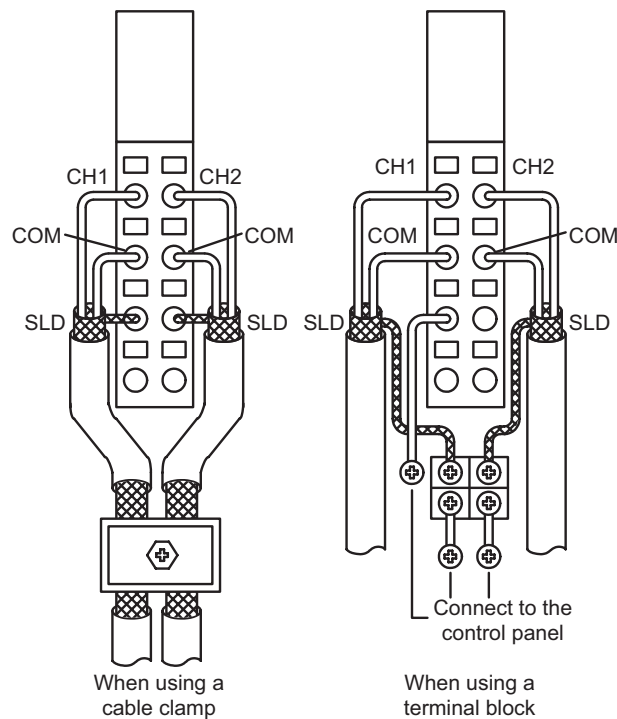 CH1
CH2
COM
COM
SLD
SLD
When using a
cable clamp
CH1
CH2
COM
COM
SLD
SLD
Connect to the
control panel
When using a
terminal block